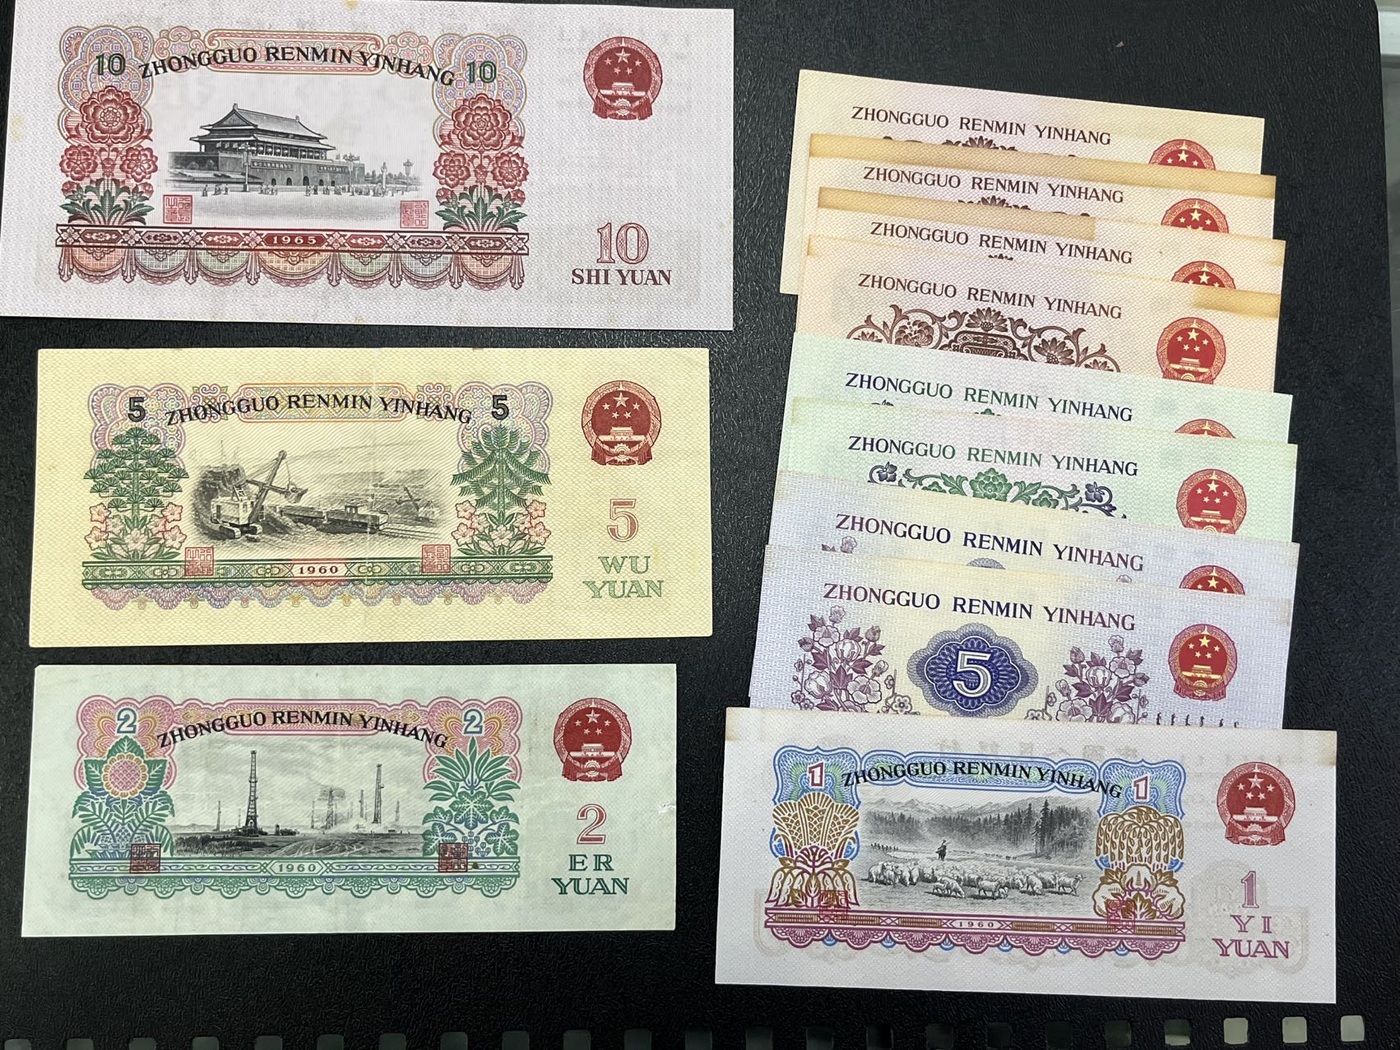 10 ZHONGGUO RENMIN YINHANG 10
1965
10
SHI YUAN
5 ZHONGGUO RENMIN YINHANG 5
1960
5
WU
YUAN
2 ZHONGGUO RENMIN YINHANG 2
1960
2
ER
YUAN
ZHONGGUO RENMIN YINHANG
ZHONGGUO RENMIN YINHANG
ZHONGGUO RENMIN YINHANG
ZHONGGUO RENMIN YINHANG
ZHONGGUO RENMIN YINHANG
ZHONGGUO RENMIN YINHANG
ZHONGGUO RENMIN YINHANG
ZHONGGUO RENMIN YINHANG
5
1 ZHONGGUO RENMIN YINHANG 1
1960
1
YI
YUAN